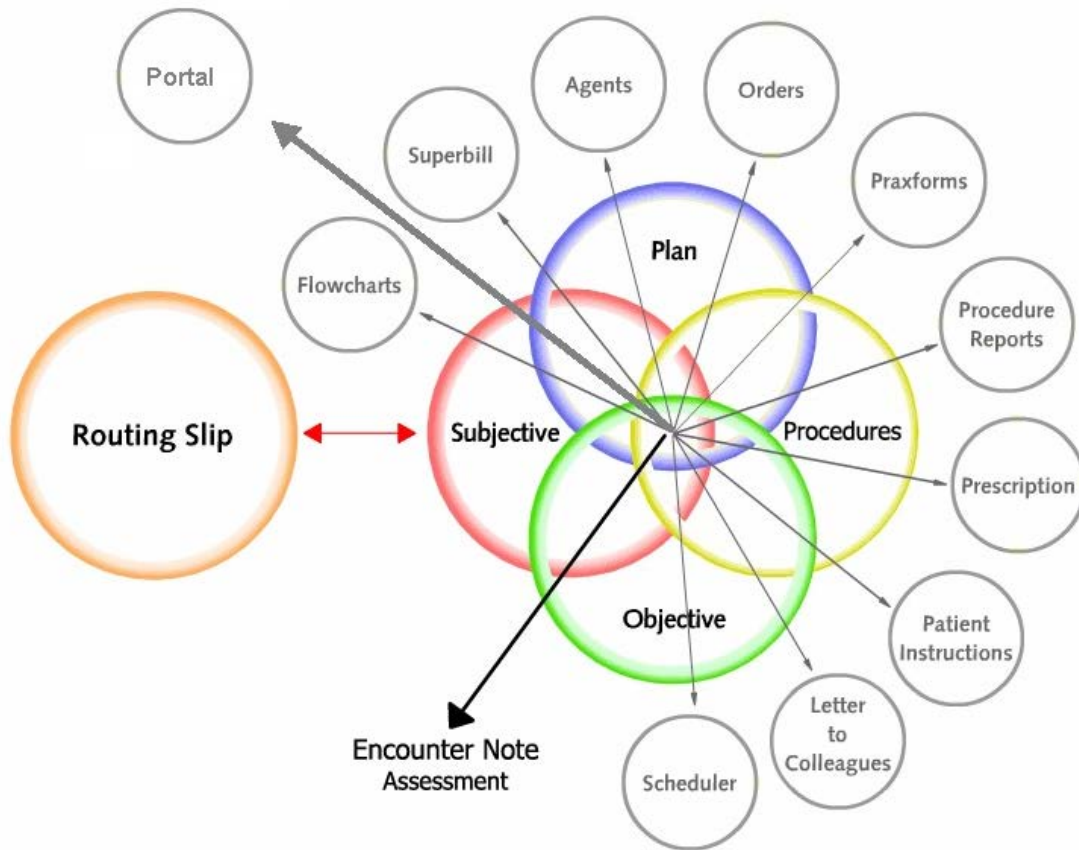 Portal
Agents
Orders
Superbill
Praxforms
Plan
Flowcharts
Procedure
Reports
Routing Slip
Subjective
Procedures
Prescription
Objective
Patient
Instructions
Encounter Note
Assessment
Letter
to
Colleagues
Scheduler